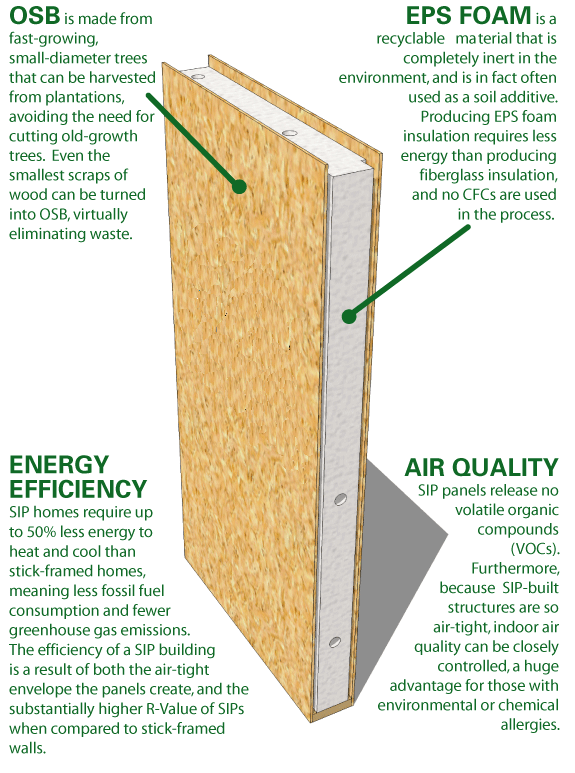 OSB is made from
fast-growing,
small-diameter trees
that can be harvested
from plantations,
avoiding the need for
cutting old-growth
trees. Even the
smallest scraps of
wood can be turned
into OSB, virtually
eliminating waste.
EPS FOAM is a
recyclable material that is
completely inert in the
environment, and is in fact often
used as a soil additive.
Producing EPS foam
insulation requires less
energy than producing
fiberglass insulation,
and no CFCs are used
in the process.
ENERGY
EFFICIENCY
SIP homes require up
to 50% less energy to
heat and cool than
stick-framed homes,
meaning less fossil fuel
consumption and fewer
greenhouse gas emissions.
The efficiency of a SIP building
is a result of both the air-tight
envelope the panels create, and the
substantially higher R-Value of SIPs
when compared to stick-framed
walls.
AIR QUALITY
SIP panels release no
volatile organic
compounds
(VOCs).
Furthermore,
because SIP-built
structures are so
air-tight, indoor air
quality can be closely
controlled, a huge
advantage for those with
environmental or chemical
allergies.